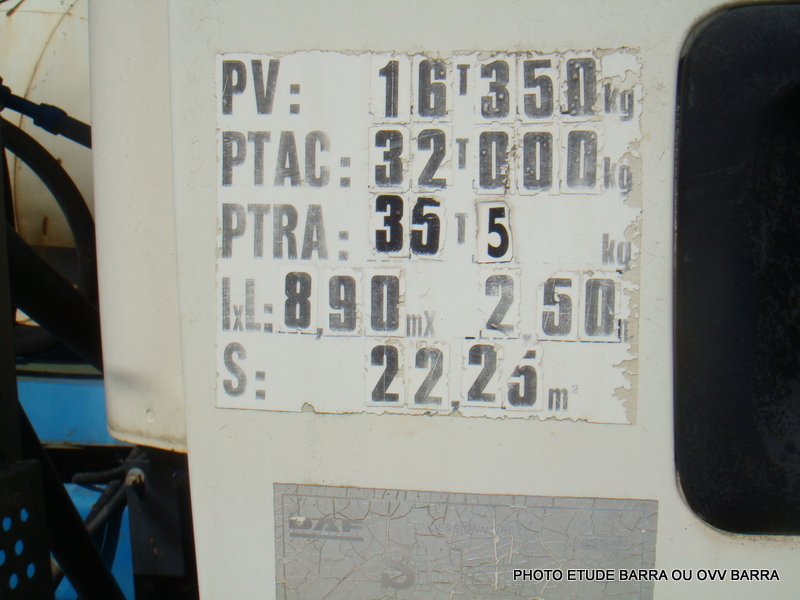 PV: 16T350kg
PTAC: 32T000kg
PTRA: 35T5 kg
lxL: 8,90mX 2,50
S: 22,25m²
DAF
PHOTO ETUDE BARRA OU OVV BARRA